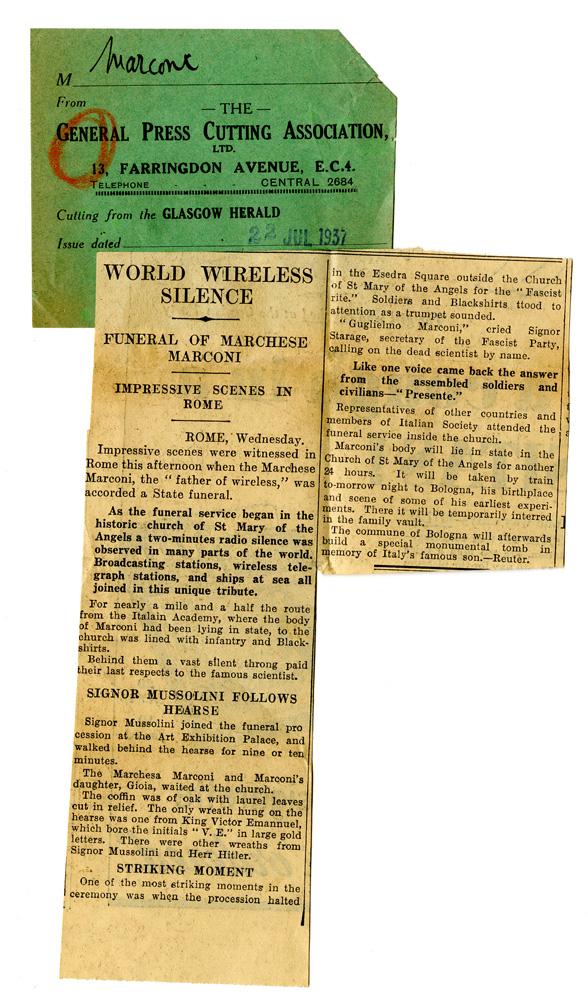 M Marconi
From
— THE —
GENERAL PRESS CUTTING ASSOCIATION,
LTD.
13, FARRINGDON AVENUE, E.C.4.
TELEPHONE . . . CENTRAL 2684
Cutting from the GLASGOW HERALD
Issue dated 22 JUL 1937
WORLD WIRELESS
SILENCE
FUNERAL OF MARCHESE
MARCONI
IMPRESSIVE SCENES IN
ROME
ROME, Wednesday.
Impressive scenes were witnessed in
Rome this afternoon when the Marchese
Marconi, the “ father of wireless,” was
accorded a State funeral.
As the funeral service began in the
historic church of St Mary of the
Angels a two-minutes radio silence was
observed in many parts of the world.
Broadcasting stations, wireless tele-
graph stations, and ships at sea all
joined in this unique tribute.
For nearly a mile and a half the route
from the Italain Academy, where the body
of Marconi had been lying in state, to the
church was lined with infantry and Black-
shirts.
Behind them a vast silent throng paid
their last respects to the famous scientist.
SIGNOR MUSSOLINI FOLLOWS
HEARSE
Signor Mussolini joined the funeral pro
cession at the Art Exhibition Palace, and
walked behind the hearse for nine or ten
minutes.
The Marchesa Marconi and Marconi's
daughter, Gioia, waited at the church.
The coffin was of oak with laurel leaves
cut in relief. The only wreath hung on the
hearse was one from King Victor Emannuel,
which bore the initials “ V. E.” in large gold
letters. There were other wreaths from
Signor Mussolini and Herr Hitler.
STRIKING MOMENT
One of the most striking moments in the
ceremony was when the procession halted
in the Esedra Square outside the Church
of St Mary of the Angels for the “ Fascist
rite.” Soldiers and Blackshirts ttood to
attention as a trumpet sounded.
“ Guglielmo Marconi,” cried Signor
Starage, secretary of the Fascist Party,
calling on the dead scientist by name.
Like one voice came back the answer
from the assembled soldiers and
civilians—“ Presente.”
Representatives of other countries and
members of Italian Society attended the
funeral service inside the church.
Marconi's body will lie in state in the
Church of St Mary of the Angels for another
24 hours. It will be taken by train
to-morrow night to Bologna, his birthplace
and scene of some of his earliest experi-
ments. There it will be temporarily interred
in the family vault.
The commune of Bologna will afterwards
build a special monumental tomb in
memory of Italy's famous son.—Reuter.